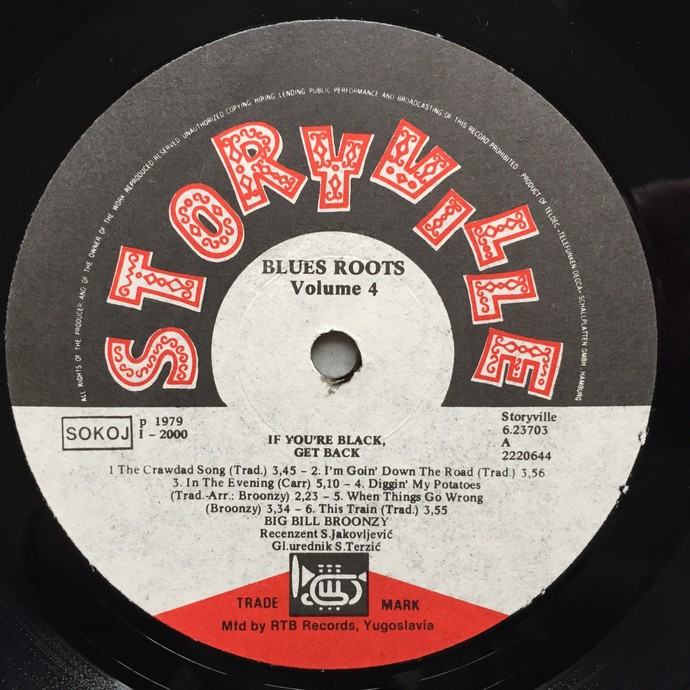 ALL RIGHTS OF THE PRODUCER AND OF THE OWNER OF THE WORK REPRODUCED RESERVED. UNAUTHORIZED COPYING HIRING LENDING PUBLIC PERFORMANCE AND BROADCASTING OF THIS RECORD PROHIBITED. PRODUCT OF TELDEC »TELEFUNKEN DECCA« SCHALLPLATTEN GMBH, HAMBURG
STORYVILLE
BLUES ROOTS
Volume 4
SOKOJ
p 1979
I - 2000
Storyville
6.23703
A
2220644
IF YOU'RE BLACK,
GET BACK
1 The Crawdad Song (Trad.) 3,45 - 2. I'm Goin' Down The Road (Trad.) 3,56
3. In The Evening (Carr) 5,10 - 4. Diggin' My Potatoes
(Trad.-Arr.: Broonzy) 2,23 - 5. When Things Go Wrong
(Broonzy) 3,34 - 6. This Train (Trad.) 3,55
BIG BILL BROONZY
Recenzent S.Jakovljević
Gl.urednik S.Terzić
TRADE MARK
Mfd by RTB Records, Yugoslavia